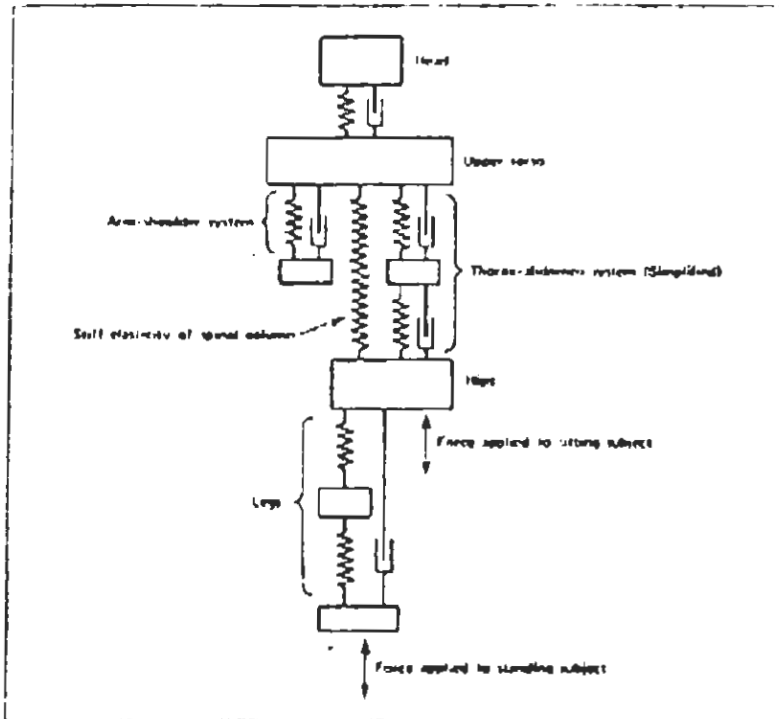 Head
Upper torso
Arm-shoulder system
Thorax-abdomen system (Simplified)
Stiff elasticity of spinal column
Hips
Force applied to sitting subject
Legs
Force applied to standing subject